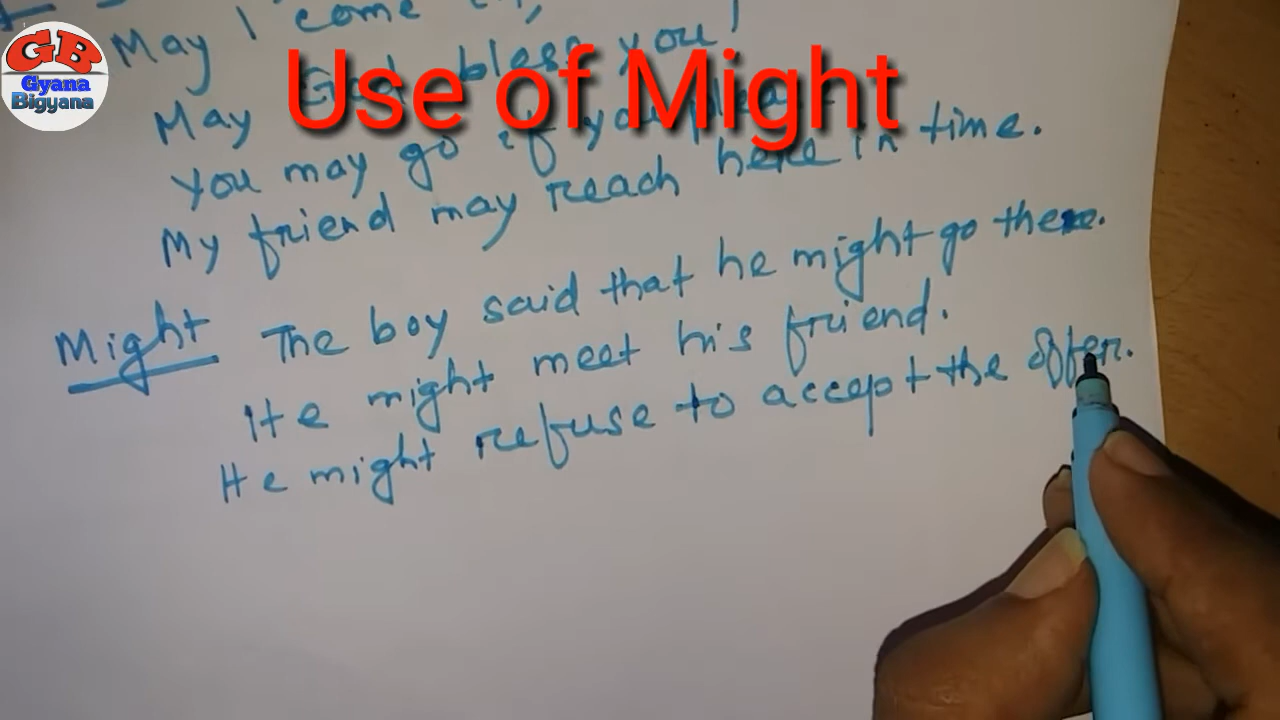 May I come in,
May God bless you!
You may go if you
My friend may reach here in time.
Might The boy said that he might go there.
He might meet his friend.
He might refuse to accept the offer.
Use of Might
GB
Gyana
Bigyana